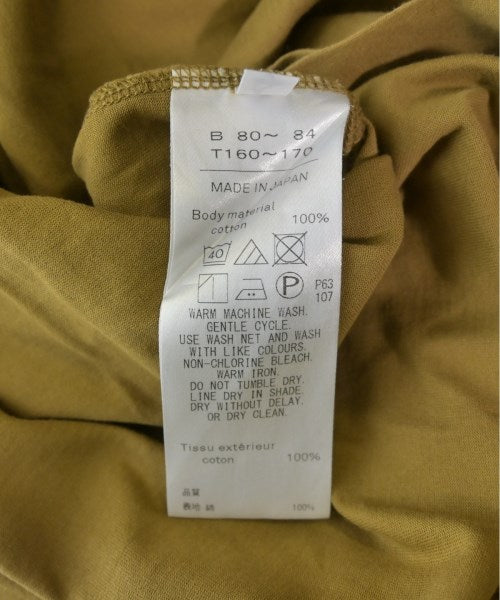 B 80～ 84
T160～170
MADE IN JAPAN
Body material
cotton 100%
40
P P63
107
WARM MACHINE WASH.
GENTLE CYCLE.
USE WASH NET AND WASH
WITH LIKE COLOURS.
NON-CHLORINE BLEACH.
WARM IRON.
DO NOT TUMBLE DRY.
LINE DRY IN SHADE.
DRY WITHOUT DELAY.
OR DRY CLEAN.
Tissu extérieur
coton 100%
品質
表地 綿 100%